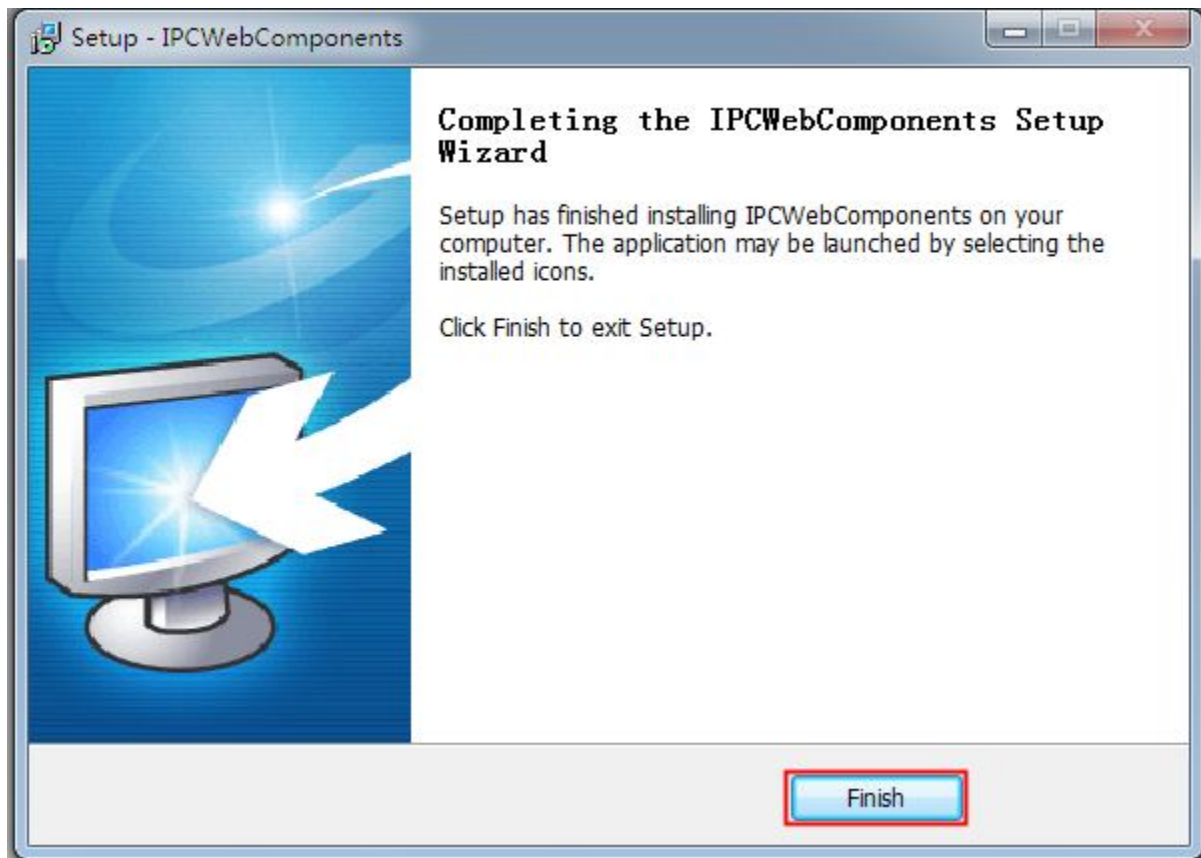 Setup - IPCWebComponents
Completing the IPCWebComponents Setup
Wizard
Setup has finished installing IPCWebComponents on your
computer. The application may be launched by selecting the
installed icons.
Click Finish to exit Setup.
Finish